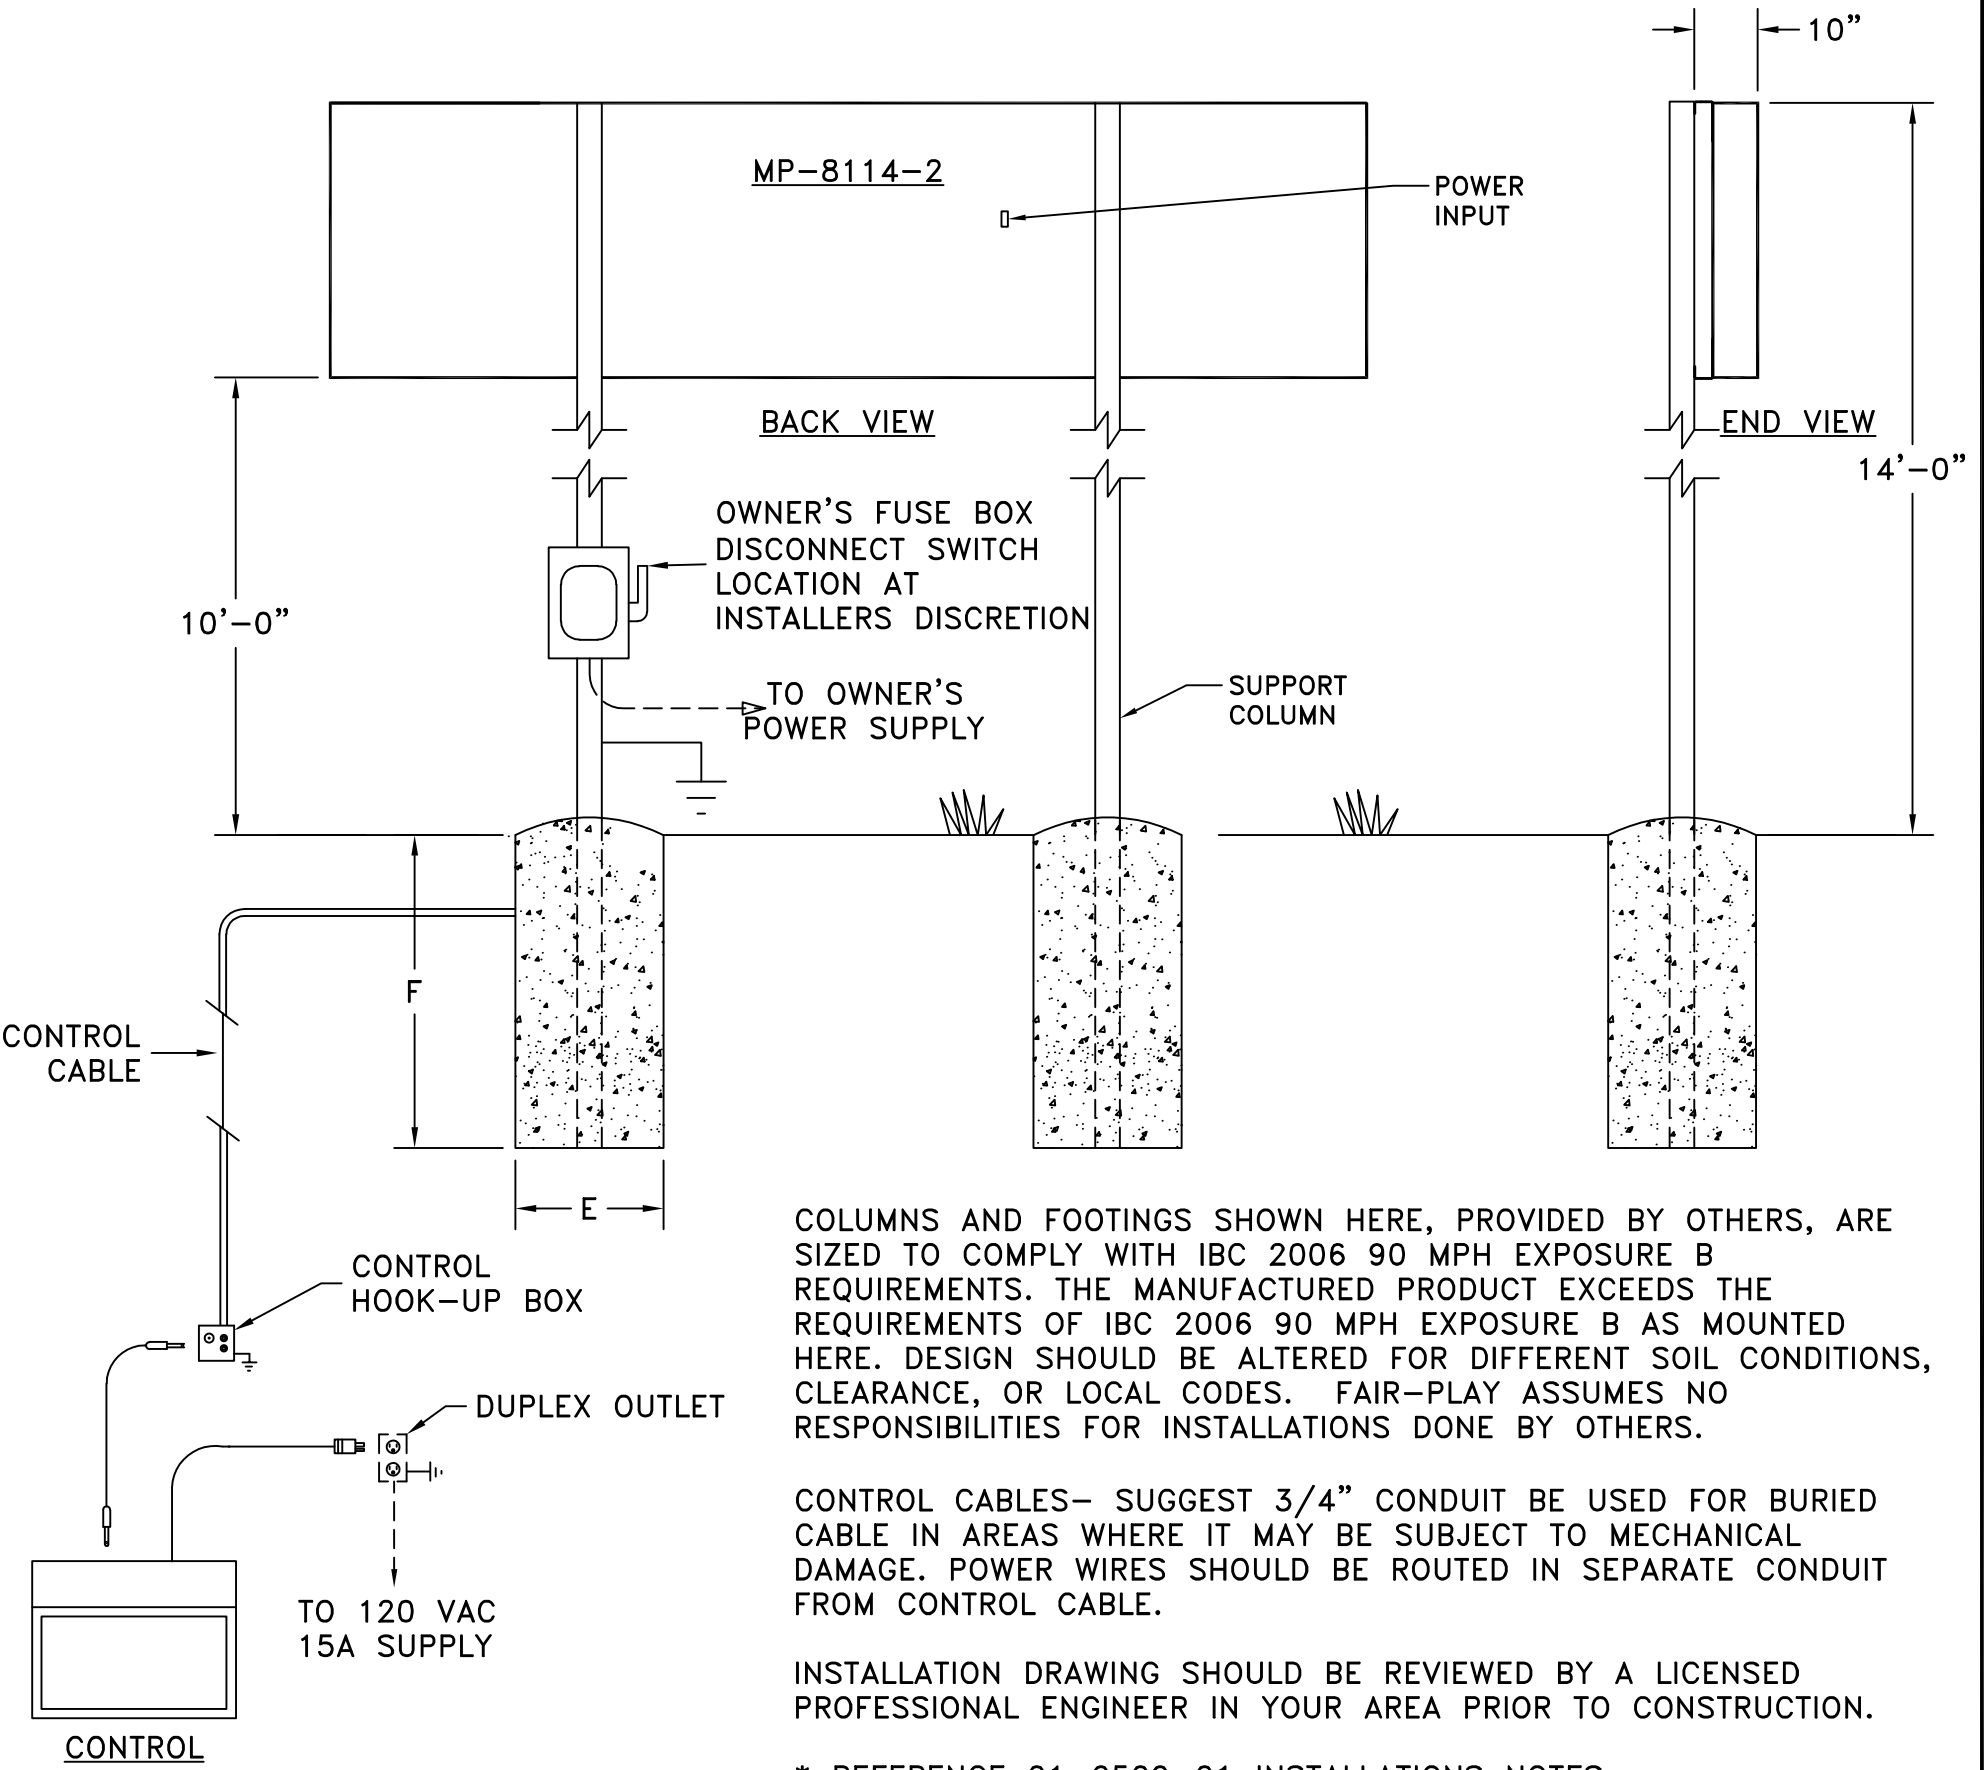 10”
MP-8114-2
POWER
INPUT
BACK VIEW
END VIEW
14’-0”
OWNER’S FUSE BOX
DISCONNECT SWITCH
LOCATION AT
INSTALLERS DISCRETION
10’-0”
TO OWNER’S
POWER SUPPLY
SUPPORT
COLUMN
F
CONTROL
CABLE
E
CONTROL
HOOK-UP BOX
DUPLEX OUTLET
TO 120 VAC
15A SUPPLY
CONTROL
COLUMNS AND FOOTINGS SHOWN HERE, PROVIDED BY OTHERS, ARE
SIZED TO COMPLY WITH IBC 2006 90 MPH EXPOSURE B
REQUIREMENTS. THE MANUFACTURED PRODUCT EXCEEDS THE
REQUIREMENTS OF IBC 2006 90 MPH EXPOSURE B AS MOUNTED
HERE. DESIGN SHOULD BE ALTERED FOR DIFFERENT SOIL CONDITIONS,
CLEARANCE, OR LOCAL CODES. FAIR-PLAY ASSUMES NO
RESPONSIBILITIES FOR INSTALLATIONS DONE BY OTHERS.
CONTROL CABLES- SUGGEST 3/4” CONDUIT BE USED FOR BURIED
CABLE IN AREAS WHERE IT MAY BE SUBJECT TO MECHANICAL
DAMAGE. POWER WIRES SHOULD BE ROUTED IN SEPARATE CONDUIT
FROM CONTROL CABLE.
INSTALLATION DRAWING SHOULD BE REVIEWED BY A LICENSED
PROFESSIONAL ENGINEER IN YOUR AREA PRIOR TO CONSTRUCTION.
* REFERENCE INSTALLATIONS NOTES